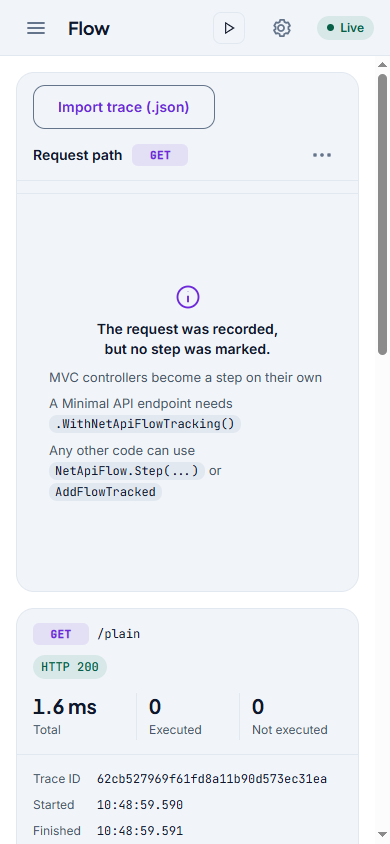 Flow
Live
Import trace (.json)
Request path GET
The request was recorded,
but no step was marked.
MVC controllers become a step on their own
A Minimal API endpoint needs
.WithNetApiFlowTracking()
Any other code can use
NetApiFlow.Step(...) or
AddFlowTracked
GET /plain
HTTP 200
1.6 ms 0 0
Total Executed Not executed
Trace ID 62cb527969f61fd8a11b90d573ec31ea
Started 10:48:59.590
Finished 10:48:59.591